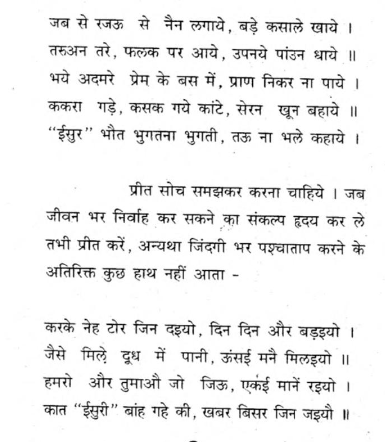 जब से रजऊ से नैन लगाये, बड़े कसाले खाये ।
तरुअन तरे, फलक पर आये, उपनये पांउन धाये ॥
भये अदमरे प्रेम के बस में, प्राण निकर ना पाये ।
ककरा गड़े, कसक गये कांटे, सेरन खून बहाये ॥
“ईसुर” भौत भुगतना भुगती, तऊ ना भले कहाये ।
प्रीत सोच समझकर करना चाहिये । जब
जीवन भर निर्वाह कर सकने का संकल्प हृदय कर ले
तभी प्रीत करें, अन्यथा जिंदगी भर पश्चाताप करने के
अतिरिक्त कुछ हाथ नहीं आता -
करके नेह टोर जिन दइयो, दिन दिन और बड़इयो ।
जैसे मिले दूध में पानी, ऊंसई मनै मिलइयो ॥
हमरो और तुमाऔ जो जिऊ, एकई मानें रइयो ।
कात “ईसुरी” बांह गहे की, खबर बिसर जिन जइयौ ॥